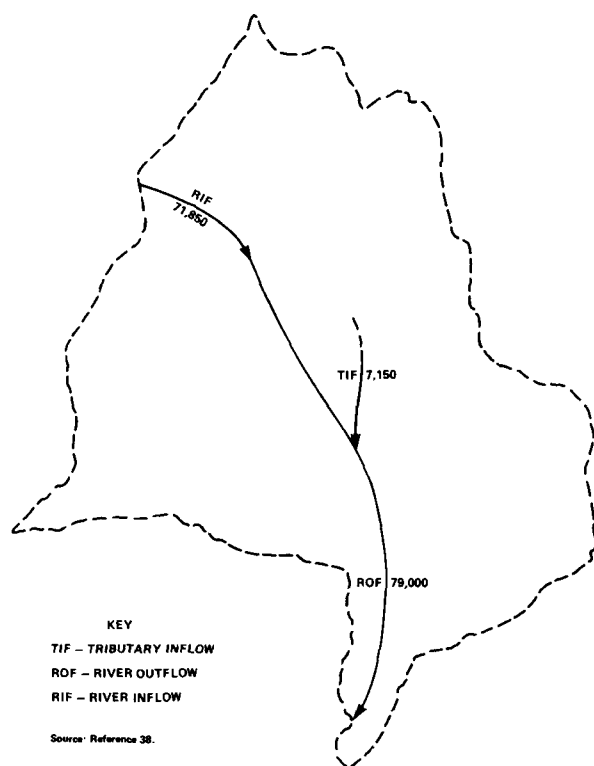 RIF
71,850
TIF 7,150
ROF 79,000
KEY
TIF – TRIBUTARY INFLOW
ROF – RIVER OUTFLOW
RIF – RIVER INFLOW
Source: Reference 38.